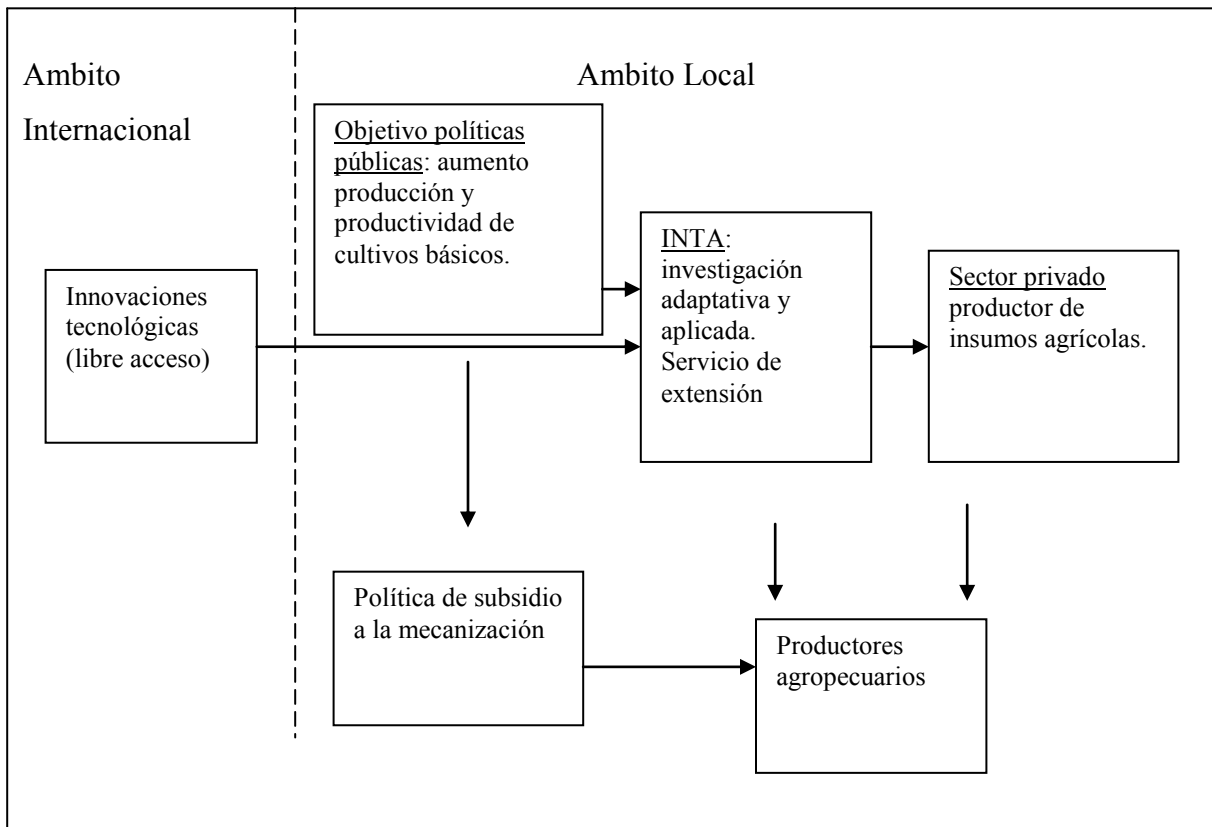 Ambito
Internacional
Ambito Local
Objetivo políticas
públicas: aumento
producción y
productividad de
cultivos básicos.
Innovaciones
tecnológicas
(libre acceso)
INTA:
investigación
adaptativa y
aplicada.
Servicio de
extensión
Sector privado
productor de
insumos agrícolas.
Política de subsidio
a la mecanización
Productores
agropecuarios